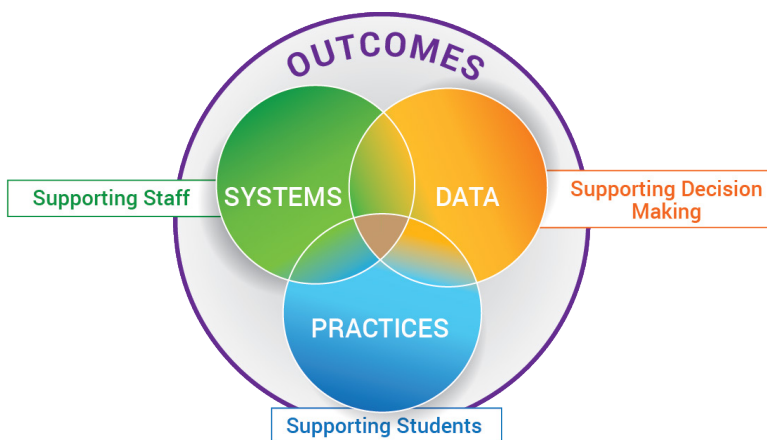 OUTCOMES
Supporting Staff
SYSTEMS
DATA
Supporting Decision
Making
PRACTICES
Supporting Students